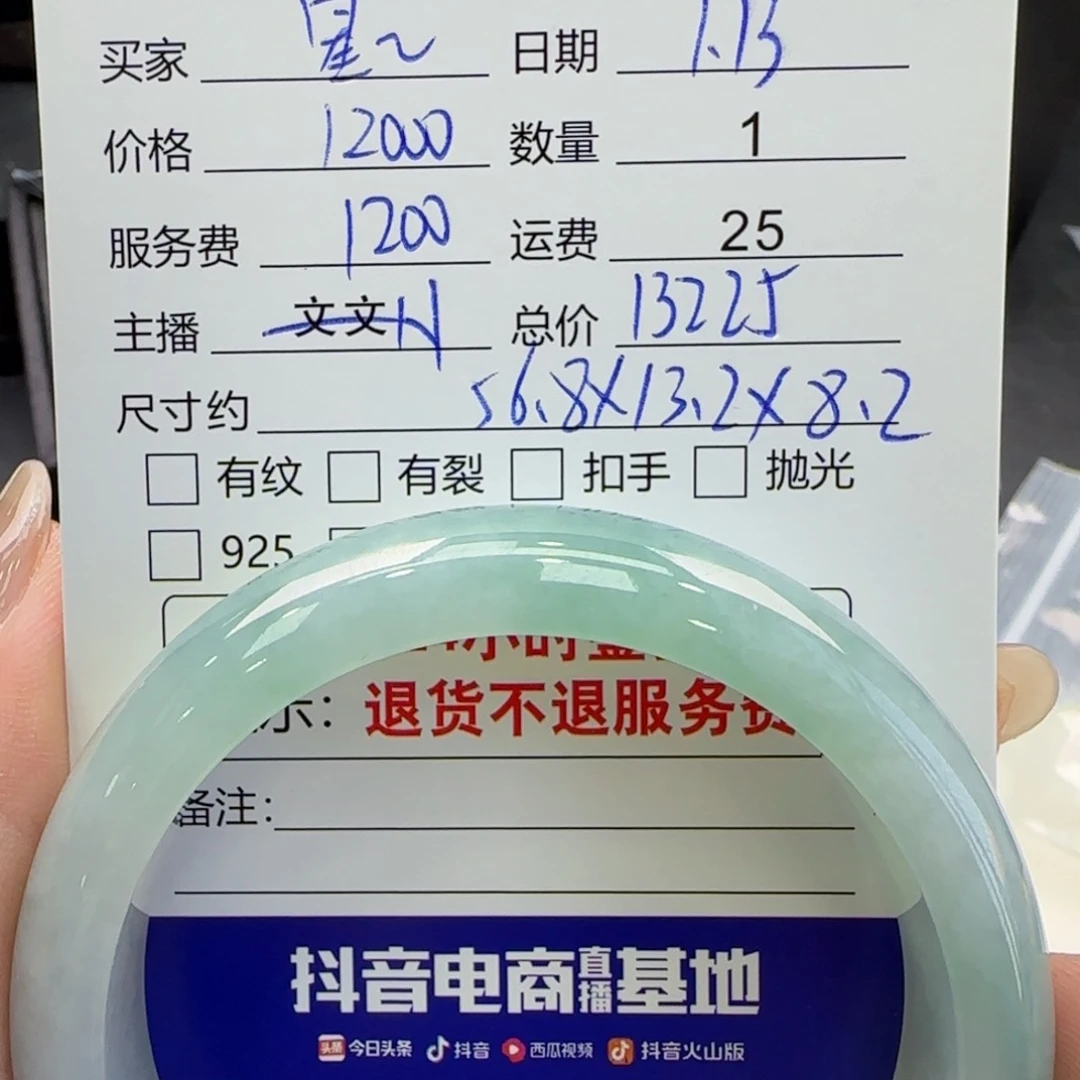 买家 星~ 日期 1.13
价格 12000 数量 1
服务费 1200 运费 25
主播 文文 N 总价 13225
尺寸约 56.8X13.2X8.2
有纹 有裂 扣手 抛光
925
小时
示：退货不退服务费
备注：
抖音电商直播基地
头条 今日头条 抖音 西瓜视频 抖音火山版